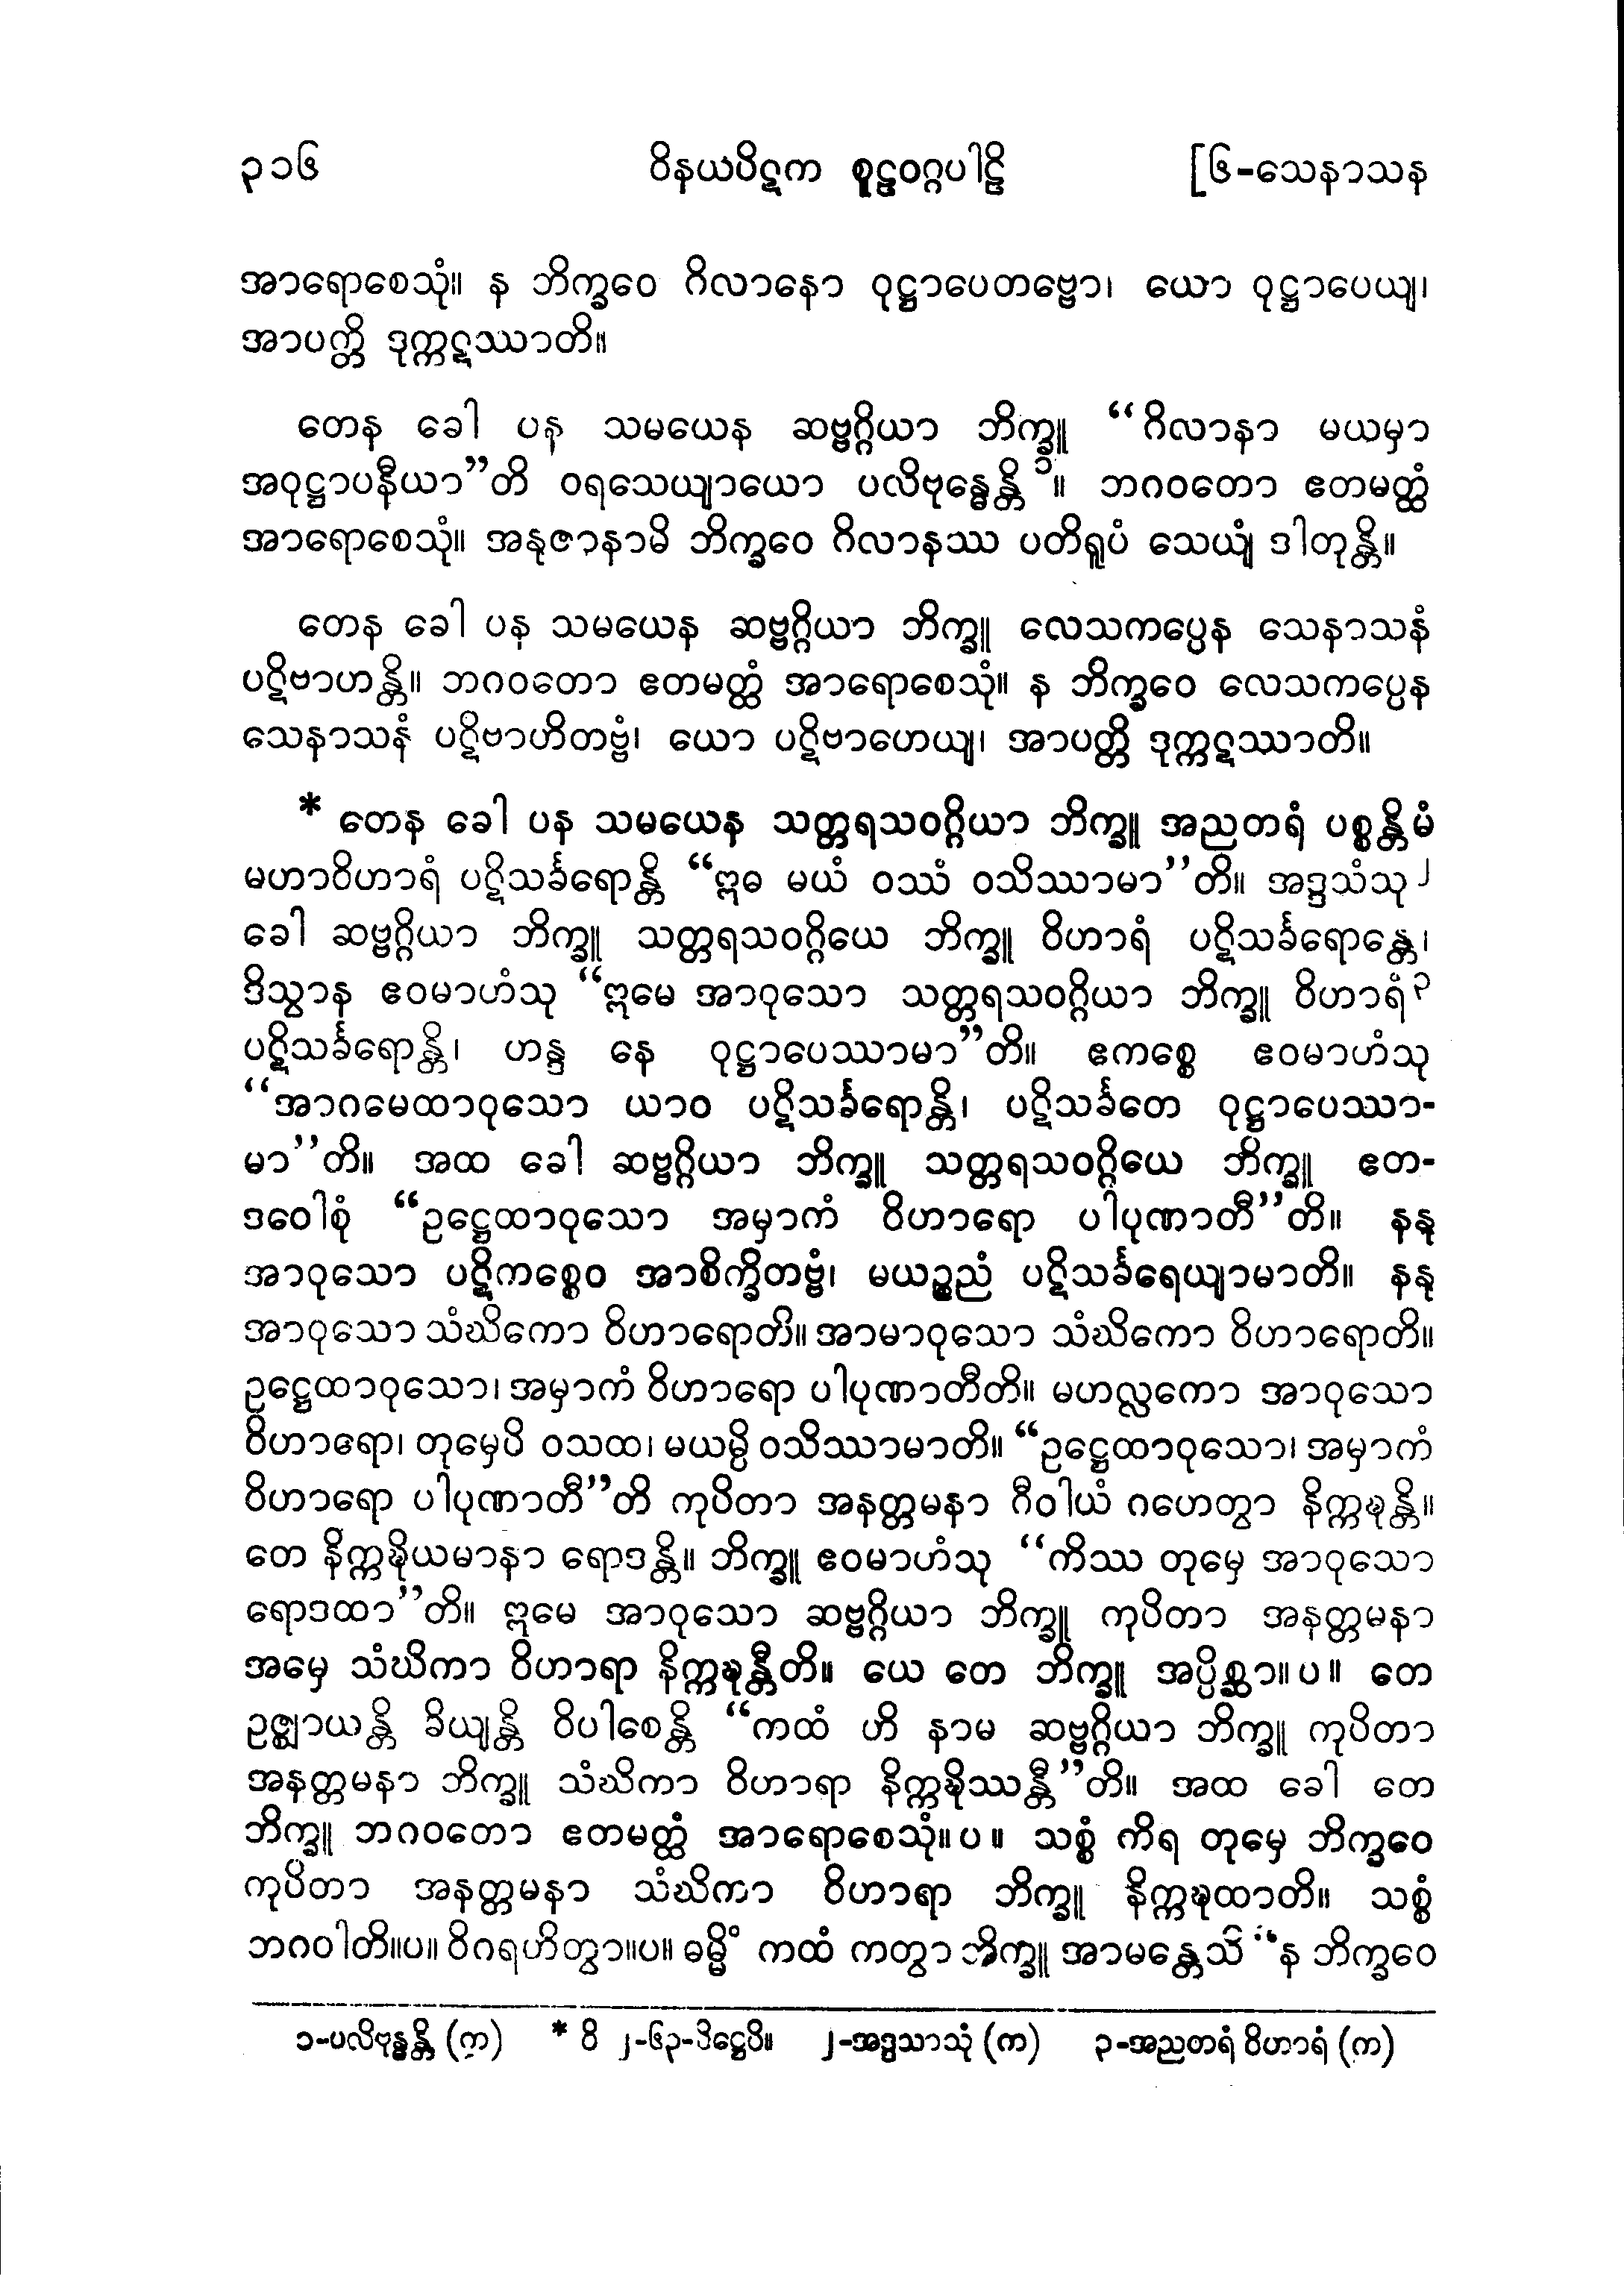 ၃၁၆ ဝိနယပိဋက စူဠဝဂ္ဂပါဠိ [၆-သေနာသန
အာရောစေသုံ။ န ဘိက္ခဝေ ဂိလာနော ဝုဋ္ဌာပေတဗ္ဗော၊ ယော ဝုဋ္ဌာပေယျ၊
အာပတ္တိ ဒုက္ကဋဿာတိ။
တေန ခေါ ပန သမယေန ဆဗ္ဗဂ္ဂိယာ ဘိက္ခူ “ဂိလာနာ မယမှာ
အဝုဋ္ဌာပနီယာ”တိ ဝရသေယျာယော ပလိဗုန္ဓေန္တိ ၁။ ဘဂဝတော ဧတမတ္ထံ
အာရောစေသုံ။ အနုဇာနာမိ ဘိက္ခဝေ ဂိလာနဿ ပတိရူပံ သေယျံ ဒါတုန္တိ။
တေန ခေါ ပန သမယေန ဆဗ္ဗဂ္ဂိယာ ဘိက္ခူ လေသကပ္ပေန သေနာသနံ
ပဋိဗာဟန္တိ။ ဘဂဝတော ဧတမတ္ထံ အာရောစေသုံ။ န ဘိက္ခဝေ လေသကပ္ပေန
သေနာသနံ ပဋိဗာဟိတဗ္ဗံ၊ ယော ပဋိဗာဟေယျ၊ အာပတ္တိ ဒုက္ကဋဿာတိ။
* တေန ခေါ ပန သမယေန သတ္တရသဝဂ္ဂိယာ ဘိက္ခူ အညတရံ ပစ္စန္တိမံ
မဟာဝိဟာရံ ပဋိသင်္ခရောန္တိ “ဣဓ မယံ ဝဿံ ဝသိဿာမာ”တိ။ အဒ္ဒသံသု ၂
ခေါ ဆဗ္ဗဂ္ဂိယာ ဘိက္ခူ သတ္တရသဝဂ္ဂိယေ ဘိက္ခူ ဝိဟာရံ ပဋိသင်္ခရောန္တေ၊
ဒိသွာန ဧဝမာဟံသု “ဣမေ အာဝုသော သတ္တရသဝဂ္ဂိယာ ဘိက္ခူ ဝိဟာရံ ၃
ပဋိသင်္ခရောန္တိ၊ ဟန္ဒ နေ ဝုဋ္ဌာပေဿာမာ”တိ။ ဧကစ္စေ ဧဝမာဟံသု
“အာဂမေထာဝုသော ယာဝ ပဋိသင်္ခရောန္တိ၊ ပဋိသင်္ခတေ ဝုဋ္ဌာပေဿာ-
မာ”တိ။ အထ ခေါ ဆဗ္ဗဂ္ဂိယာ ဘိက္ခူ သတ္တရသဝဂ္ဂိယေ ဘိက္ခူ ဧတ-
ဒဝေါစုံ “ဥဋ္ဌေထာဝုသော အမှာကံ ဝိဟာရော ပါပုဏာတီ”တိ။ နနု
အာဝုသော ပဋိကစ္စေဝ အာစိက္ခိတဗ္ဗံ၊ မယဉ္စညံ ပဋိသင်္ခရေယျာမာတိ။ နနု
အာဝုသော သံဃိကော ဝိဟာရောတိ။ အာမာဝုသော သံဃိကော ဝိဟာရောတိ။
ဥဋ္ဌေထာဝုသော၊ အမှာကံ ဝိဟာရော ပါပုဏာတီတိ။ မဟလ္လကော အာဝုသော
ဝိဟာရော၊ တုမှေပိ ဝသထ၊ မယမ္ပိ ဝသိဿာမာတိ။ “ဥဋ္ဌေထာဝုသော၊ အမှာကံ
ဝိဟာရော ပါပုဏာတီ”တိ ကုပိတာ အနတ္တမနာ ဂီဝါယံ ဂဟေတွာ နိက္ကဍ္ဎန္တိ။
တေ နိက္ကဍ္ဎိယမာနာ ရောဒန္တိ။ ဘိက္ခူ ဧဝမာဟံသု “ကိဿ တုမှေ အာဝုသော
ရောဒထာ”တိ။ ဣမေ အာဝုသော ဆဗ္ဗဂ္ဂိယာ ဘိက္ခူ ကုပိတာ အနတ္တမနာ
အမှေ သံဃိကာ ဝိဟာရာ နိက္ကဍ္ဎန္တီတိ။ ယေ တေ ဘိက္ခူ အပ္ပိစ္ဆာ။ပ။ တေ
ဥဇ္ဈာယန္တိ ခိယျန္တိ ဝိပါစေန္တိ “ကထံ ဟိ နာမ ဆဗ္ဗဂ္ဂိယာ ဘိက္ခူ ကုပိတာ
အနတ္တမနာ ဘိက္ခူ သံဃိကာ ဝိဟာရာ နိက္ကဍ္ဎိဿန္တီ”တိ။ အထ ခေါ တေ
ဘိက္ခူ ဘဂဝတော ဧတမတ္ထံ အာရောစေသုံ။ပ။ သစ္စံ ကိရ တုမှေ ဘိက္ခဝေ
ကုပိတာ အနတ္တမနာ သံဃိကာ ဝိဟာရာ ဘိက္ခူ နိက္ကဍ္ဎထာတိ။ သစ္စံ
ဘဂဝါတိ။ပ။ ဝိဂရဟိတွာ။ပ။ ဓမ္မိံ ကထံ ကတွာ ဘိက္ခူ အာမန္တေသိ “န ဘိက္ခဝေ
၁-ပလိဗုန္ဓန္တိ (က) * ဝိ ၂-၆၃-ဒိဋ္ဌေပိ။ ၂-အဒ္ဒသာသုံ (က) ၃-အညတရံ ဝိဟာရံ (က)